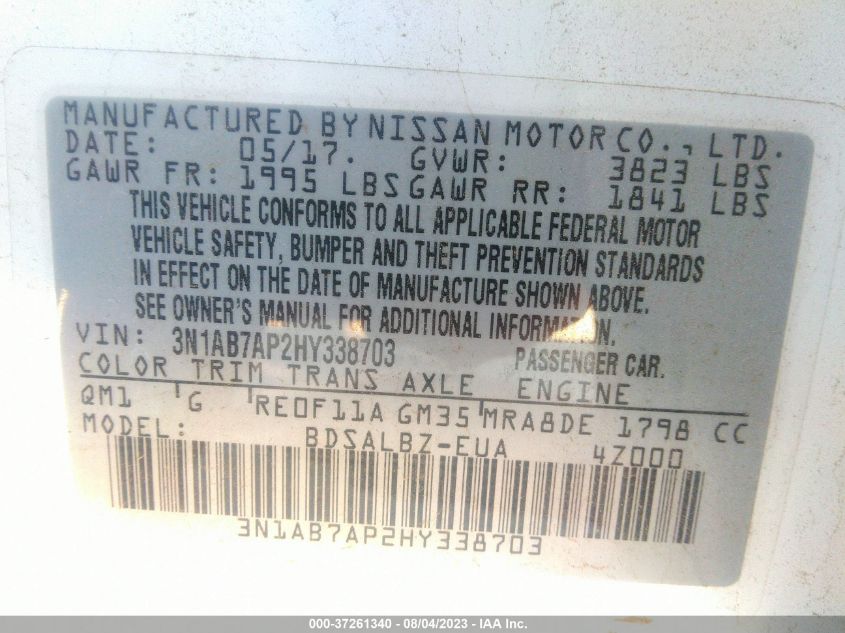 MANUFACTURED BY NISSAN MOTOR CO., LTD.
DATE: 05/17. GVWR: 3823 LBS
GAWR FR: 1995 LBS GAWR RR: 1841 LBS
THIS VEHICLE CONFORMS TO ALL APPLICABLE FEDERAL MOTOR
VEHICLE SAFETY, BUMPER AND THEFT PREVENTION STANDARDS
IN EFFECT ON THE DATE OF MANUFACTURE SHOWN ABOVE.
SEE OWNER'S MANUAL FOR ADDITIONAL INFORMATION.
VIN: 3N1AB7AP2HY338703 PASSENGER CAR.
COLOR TRIM TRANS AXLE ENGINE
QM1 G RE0F11A GM35 MRA8DE 1798 CC
MODEL: BDSALBZ-EUA 4Z000
3N1AB7AP2HY338703
000-37261340 - 08/04/2023 - IAA Inc.